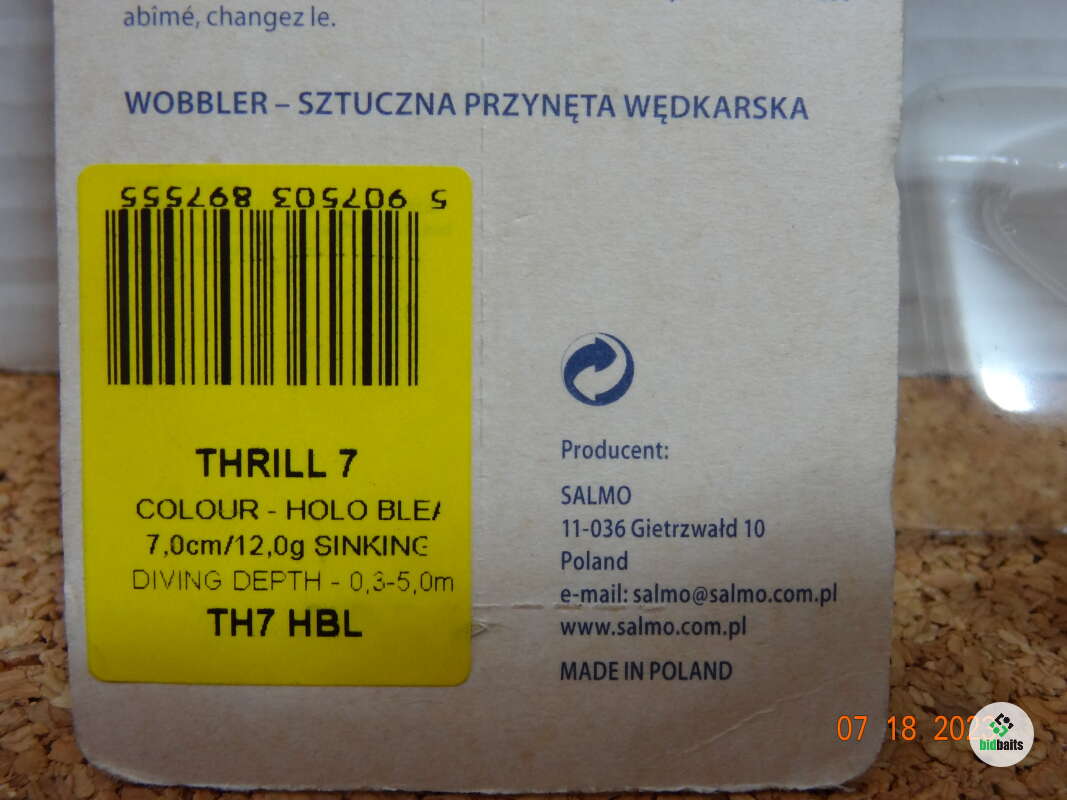 abîmé, changez le.
WOBBLER – SZTUCZNA PRZYNĘTA WĘDKARSKA
5 907503 897555
THRILL 7
COLOUR - HOLO BLEA
7,0cm/12,0g SINKING
DIVING DEPTH - 0,3-5,0m
TH7 HBL
Producent:
SALMO
11-036 Gietrzwałd 10
Poland
e-mail: salmo@salmo.com.pl
www.salmo.com.pl
MADE IN POLAND
07 18 2023
bidbaits